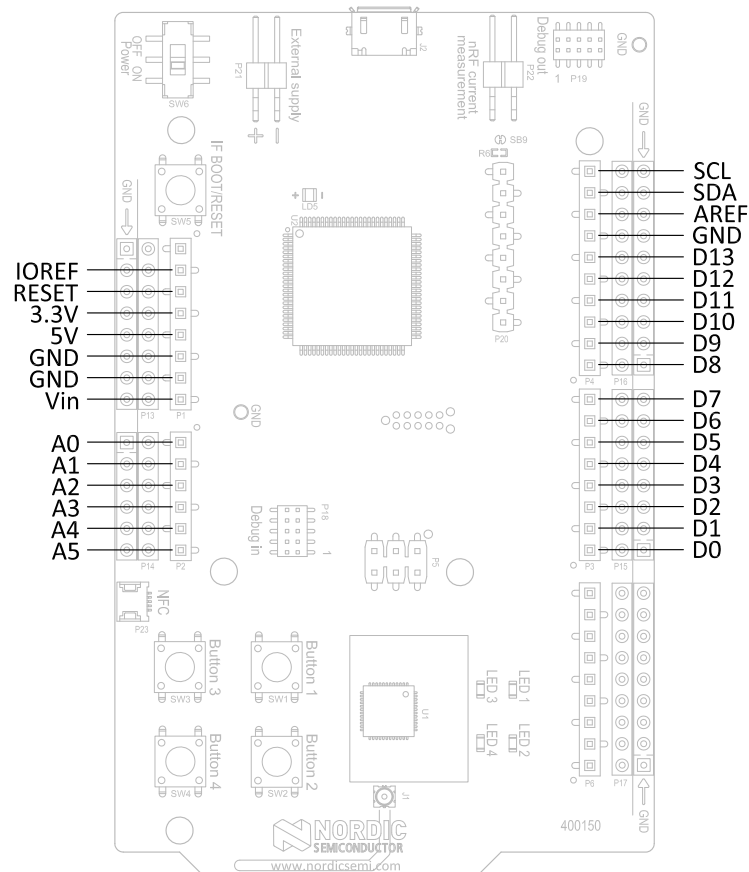 OFF ON
Power
SW6
P21
External supply
+ -
J2
nRF current
measurement
P22
Debug out
1 P19
GND
IF BOOT/RESET
SW5
SB9
R6
+ -
LD5
U2
P20
GND
GND
SCL
SDA
AREF
GND
D13
D12
D11
D10
D9
D8
P4 P16
IOREF
RESET
3.3V
5V
GND
GND
Vin
P13 P1
GND
D7
D6
D5
D4
D3
D2
D1
D0
P3 P15
A0
A1
A2
A3
A4
A5
P14 P2
Debug in
P18
1
P5
NFC
P23
Button 3
SW3
Button 1
SW1
Button 4
SW4
Button 2
SW2
U1
LED 3
LED 1
LED 4
LED 2
P6 P17
GND
J1
NORDIC
SEMICONDUCTOR
www.nordicsemi.com
400150